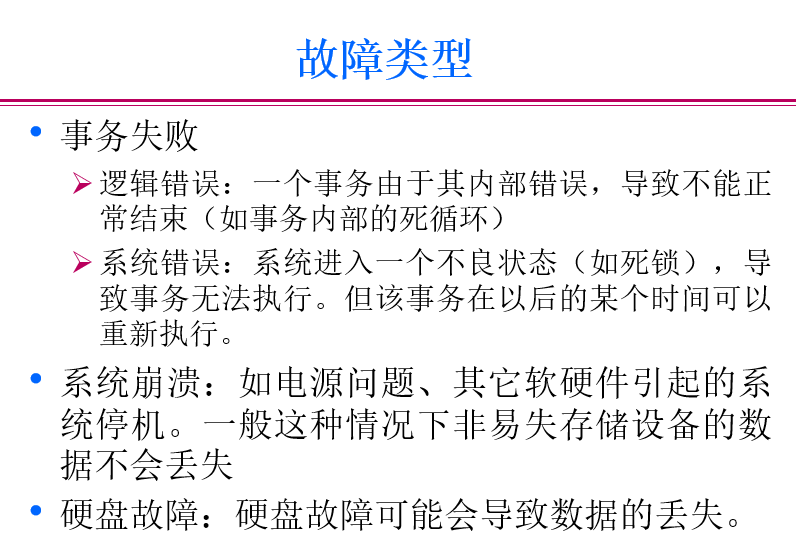 故障类型
• 事务失败
➢ 逻辑错误：一个事务由于其内部错误，导致不能正
常结束（如事务内部的死循环）
➢ 系统错误：系统进入一个不良状态（如死锁），导
致事务无法执行。但该事务在以后的某个时间可以
重新执行。
• 系统崩溃：如电源问题、其它软硬件引起的系
统停机。一般这种情况下非易失存储设备的数
据不会丢失
• 硬盘故障：硬盘故障可能会导致数据的丢失。